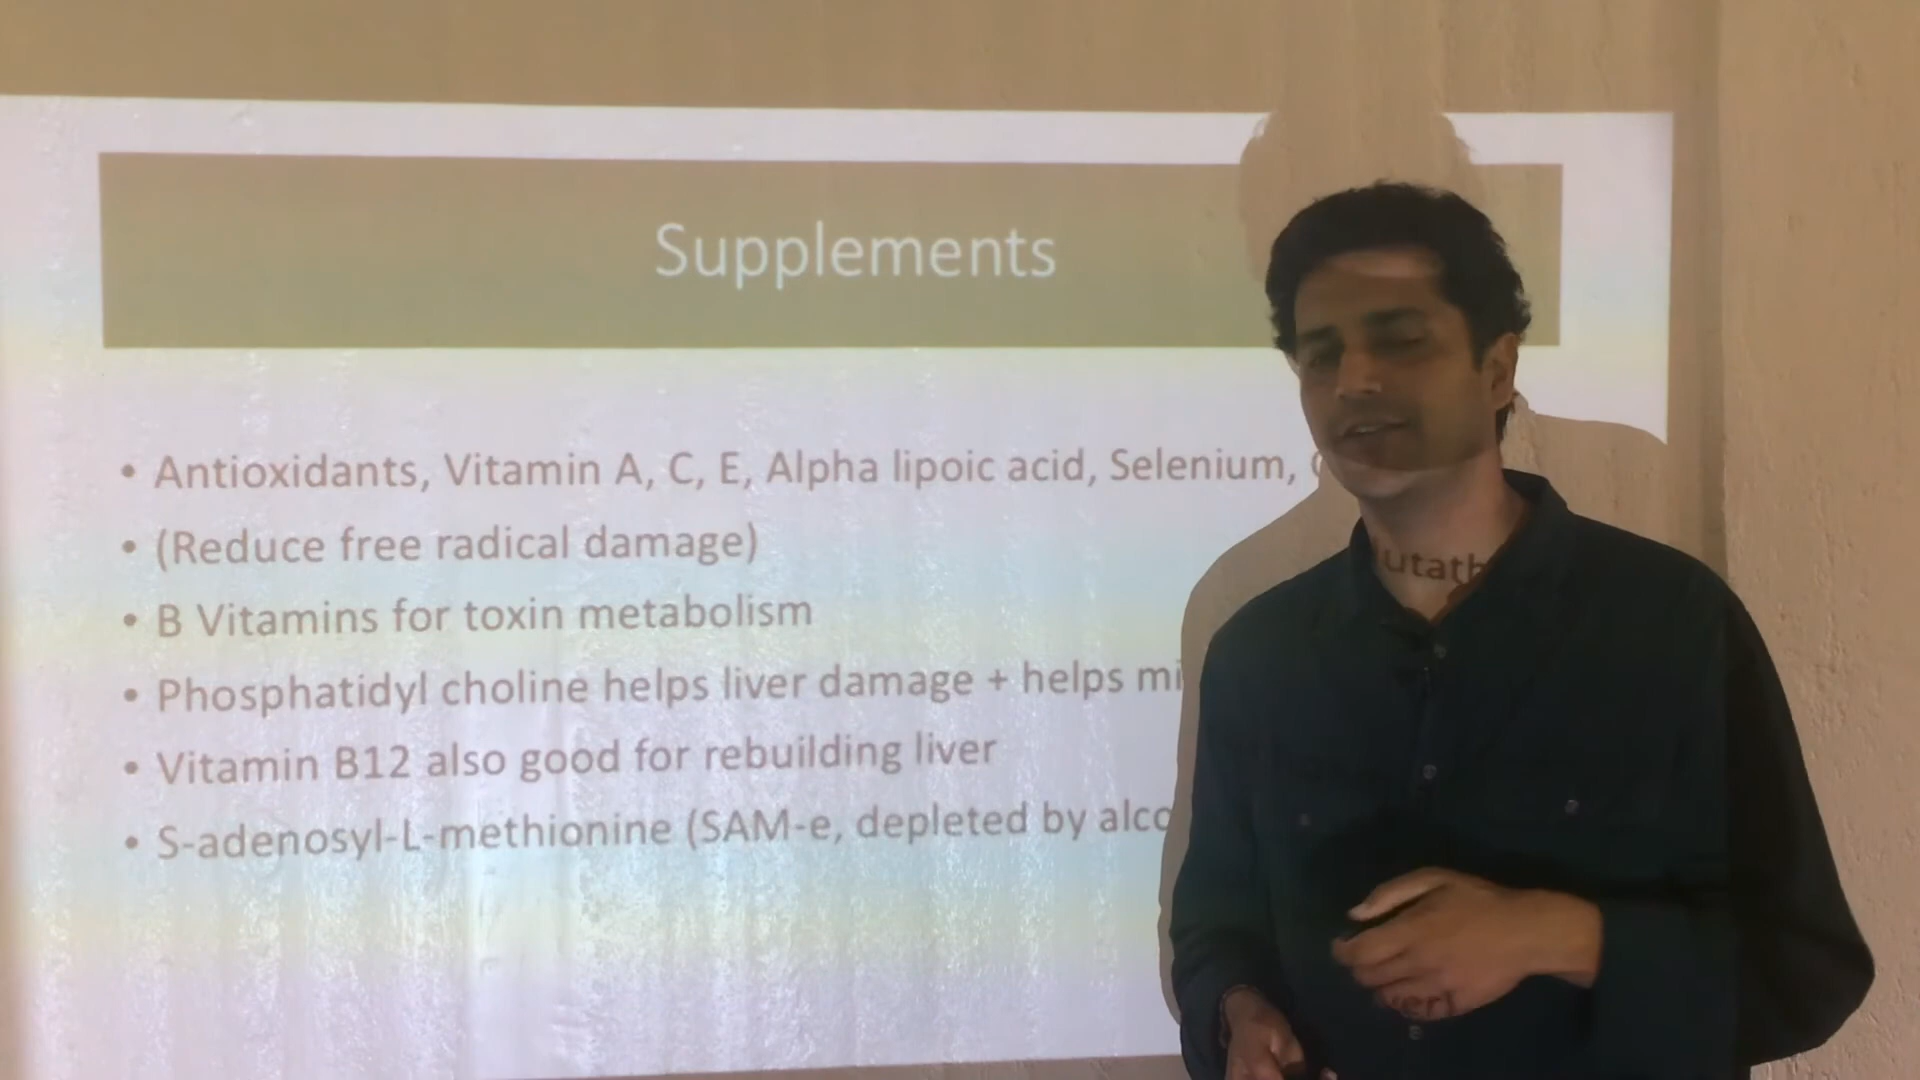 Supplements
• Antioxidants, Vitamin A, C, E, Alpha lipoic acid, Selenium,
• (Reduce free radical damage)
• B Vitamins for toxin metabolism
• Phosphatidyl choline helps liver damage + helps
• Vitamin B12 also good for rebuilding liver
• S-adenosyl-L-methionine (SAM-e, depleted by